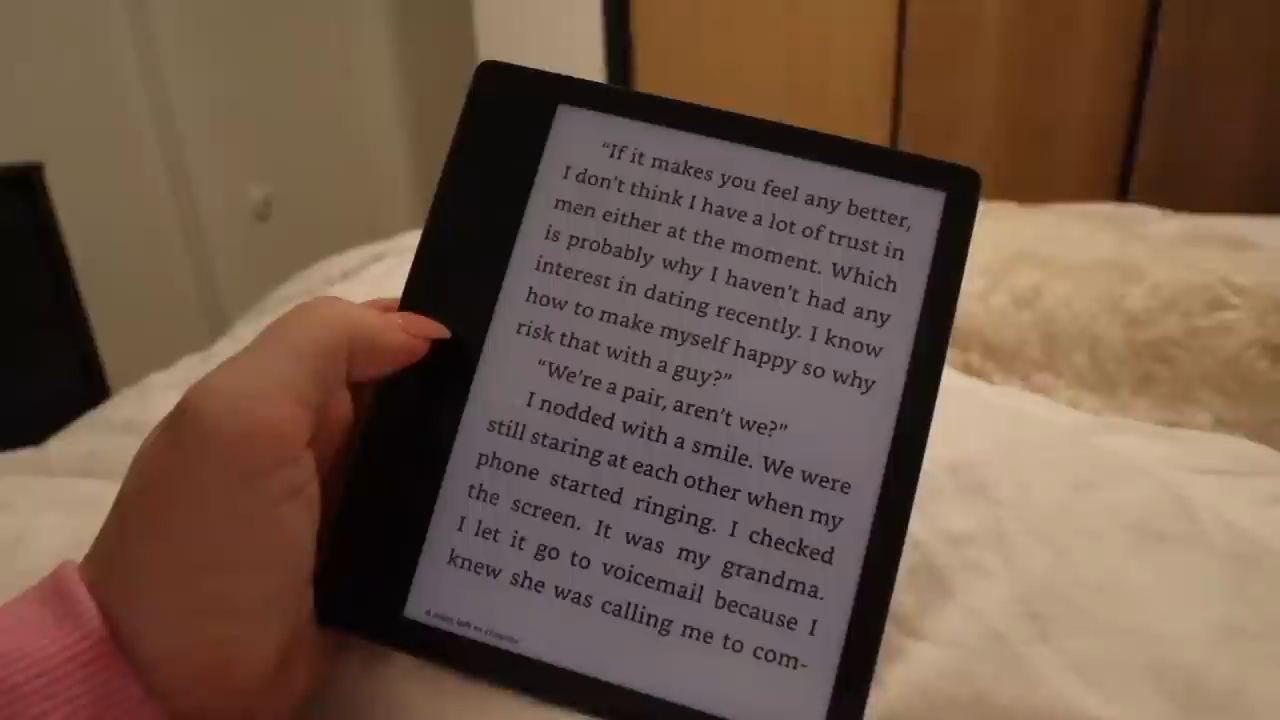 “If it makes you feel any better,
I don't think I have a lot of trust in
men either at the moment. Which
is probably why I haven't had any
interest in dating recently. I know
how to make myself happy so why
risk that with a guy?”
“We're a pair, aren't we?”
I nodded with a smile. We were
still staring at each other when my
phone started ringing. I checked
the screen. It was my grandma.
I let it go to voicemail because I
knew she was calling me to com-
left in chapter